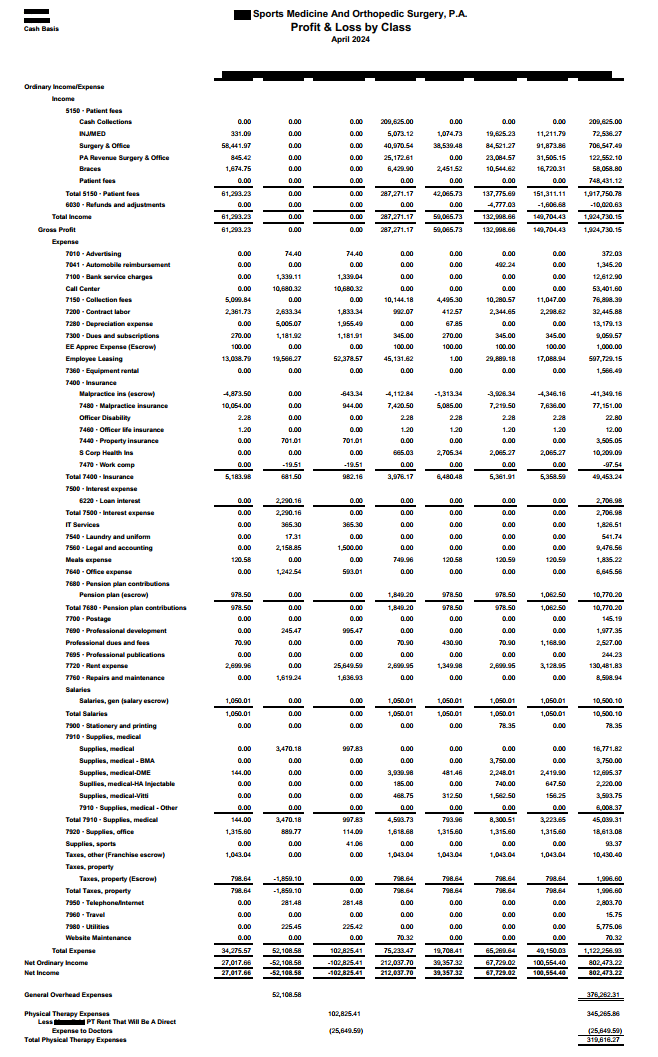 Sports Medicine And Orthopedic Surgery, P.A.
Profit & Loss by Class
Cash Basis
April 2024
Ordinary Income/Expense
Income
5150 · Patient fees
Cash Collections 0.00 0.00 0.00 209,625.00 0.00 0.00 0.00 209,625.00
INJ/MED 331.09 0.00 0.00 5,073.12 1,074.73 19,625.23 11,211.79 72,536.27
Surgery & Office 58,441.97 0.00 0.00 40,970.54 38,539.48 84,521.27 91,873.86 706,547.49
PA Revenue Surgery & Office 845.42 0.00 0.00 25,172.61 0.00 23,084.57 31,505.15 122,552.10
Braces 1,674.75 0.00 0.00 6,429.90 2,451.52 10,544.62 16,720.31 58,058.80
Patient fees 0.00 0.00 0.00 0.00 0.00 0.00 0.00 748,431.12
Total 5150 · Patient fees 61,293.23 0.00 0.00 287,271.17 42,065.73 137,775.69 151,311.11 1,917,750.78
6030 · Refunds and adjustments 0.00 0.00 0.00 0.00 0.00 -4,777.03 -1,606.68 -10,020.63
Total Income 61,293.23 0.00 0.00 287,271.17 59,065.73 132,998.66 149,704.43 1,924,730.15
Gross Profit 61,293.23 0.00 0.00 287,271.17 59,065.73 132,998.66 149,704.43 1,924,730.15
Expense
7010 · Advertising 0.00 74.40 74.40 0.00 0.00 0.00 0.00 372.03
7041 · Automobile reimbursement 0.00 0.00 0.00 0.00 0.00 492.24 0.00 1,345.20
7100 · Bank service charges 0.00 1,339.11 1,339.04 0.00 0.00 0.00 0.00 12,612.90
Call Center 0.00 10,680.32 10,680.32 0.00 0.00 0.00 0.00 53,401.60
7150 · Collection fees 5,099.84 0.00 0.00 10,144.18 4,495.30 10,280.57 11,047.00 76,898.39
7200 · Contract labor 2,361.73 2,633.34 1,833.34 992.07 412.57 2,344.65 2,298.62 32,445.88
7280 · Depreciation expense 0.00 5,005.07 1,955.49 0.00 67.85 0.00 0.00 13,179.13
7300 · Dues and subscriptions 270.00 1,181.92 1,181.91 345.00 270.00 345.00 345.00 9,059.57
EE Apprec Expense (Escrow) 100.00 0.00 0.00 100.00 100.00 100.00 100.00 1,000.00
Employee Leasing 13,038.79 19,566.27 52,378.57 45,131.62 1.00 29,889.18 17,088.94 597,729.15
7360 · Equipment rental 0.00 0.00 0.00 0.00 0.00 0.00 0.00 1,566.49
7400 · Insurance
Malpractice ins (escrow) -4,873.50 0.00 -643.34 -4,112.84 -1,313.34 -3,926.34 -4,346.16 -41,349.16
7480 · Malpractice insurance 10,054.00 0.00 944.00 7,420.50 5,085.00 7,219.50 7,636.00 77,151.00
Officer Disability 2.28 0.00 0.00 2.28 2.28 2.28 2.28 22.80
7460 · Officer life insurance 1.20 0.00 0.00 1.20 1.20 1.20 1.20 12.00
7440 · Property insurance 0.00 701.01 701.01 0.00 0.00 0.00 0.00 3,505.05
S Corp Health Ins 0.00 0.00 0.00 665.03 2,705.34 2,065.27 2,065.27 10,209.09
7470 · Work comp 0.00 -19.51 -19.51 0.00 0.00 0.00 0.00 -97.54
Total 7400 · Insurance 5,183.98 681.50 982.16 3,976.17 6,480.48 5,361.91 5,358.59 49,453.24
7500 · Interest expense
6220 · Loan interest 0.00 2,290.16 0.00 0.00 0.00 0.00 0.00 2,706.98
Total 7500 · Interest expense 0.00 2,290.16 0.00 0.00 0.00 0.00 0.00 2,706.98
IT Services 0.00 365.30 365.30 0.00 0.00 0.00 0.00 1,826.51
7540 · Laundry and uniform 0.00 17.31 0.00 0.00 0.00 0.00 0.00 541.74
7560 · Legal and accounting 0.00 2,158.85 1,500.00 0.00 0.00 0.00 0.00 9,476.56
Meals expense 120.58 0.00 0.00 749.96 120.58 120.59 120.59 1,835.22
7640 · Office expense 0.00 1,242.54 593.01 0.00 0.00 0.00 0.00 6,645.56
7680 · Pension plan contributions
Pension plan (escrow) 978.50 0.00 0.00 1,849.20 978.50 978.50 1,062.50 10,770.20
Total 7680 · Pension plan contributions 978.50 0.00 0.00 1,849.20 978.50 978.50 1,062.50 10,770.20
7700 · Postage 0.00 0.00 0.00 0.00 0.00 0.00 0.00 145.19
7690 · Professional development 0.00 245.47 995.47 0.00 0.00 0.00 0.00 1,977.35
Professional dues and fees 70.90 0.00 0.00 70.90 430.90 70.90 1,168.90 2,527.00
7695 · Professional publications 0.00 0.00 0.00 0.00 0.00 0.00 0.00 244.23
7720 · Rent expense 2,699.96 0.00 25,649.59 2,699.95 1,349.98 2,699.95 3,128.95 130,481.83
7760 · Repairs and maintenance 0.00 1,619.24 1,636.93 0.00 0.00 0.00 0.00 8,598.94
Salaries
Salaries, gen (salary escrow) 1,050.01 0.00 0.00 1,050.01 1,050.01 1,050.01 1,050.01 10,500.10
Total Salaries 1,050.01 0.00 0.00 1,050.01 1,050.01 1,050.01 1,050.01 10,500.10
7900 · Stationery and printing 0.00 0.00 0.00 0.00 0.00 78.35 0.00 78.35
7910 · Supplies, medical
Supplies, medical 0.00 3,470.18 997.83 0.00 0.00 0.00 0.00 16,771.82
Supplies, medical - BMA 0.00 0.00 0.00 0.00 0.00 3,750.00 0.00 3,750.00
Supplies, medical-DME 144.00 0.00 0.00 3,939.98 481.46 2,248.01 2,419.90 12,695.37
Supllies, medical-HA Injectable 0.00 0.00 0.00 185.00 0.00 740.00 647.50 2,220.00
Supplies, medical-Vitti 0.00 0.00 0.00 468.75 312.50 1,562.50 156.25 3,593.75
7910 · Supplies, medical - Other 0.00 0.00 0.00 0.00 0.00 0.00 0.00 6,008.37
Total 7910 · Supplies, medical 144.00 3,470.18 997.83 4,593.73 793.96 8,300.51 3,223.65 45,039.31
7920 · Supplies, office 1,315.60 889.77 114.09 1,618.68 1,315.60 1,315.60 1,315.60 18,613.08
Supplies, sports 0.00 0.00 41.06 0.00 0.00 0.00 0.00 93.37
Taxes, other (Franchise escrow) 1,043.04 0.00 0.00 1,043.04 1,043.04 1,043.04 1,043.04 10,430.40
Taxes, property
Taxes, property (Escrow) 798.64 -1,859.10 0.00 798.64 798.64 798.64 798.64 1,996.60
Total Taxes, property 798.64 -1,859.10 0.00 798.64 798.64 798.64 798.64 1,996.60
7950 · Telephone/Internet 0.00 281.48 281.48 0.00 0.00 0.00 0.00 2,803.70
7960 · Travel 0.00 0.00 0.00 0.00 0.00 0.00 0.00 15.75
7980 · Utilities 0.00 225.45 225.42 0.00 0.00 0.00 0.00 5,775.06
Website Maintenance 0.00 0.00 0.00 70.32 0.00 0.00 0.00 70.32
Total Expense 34,275.57 52,108.58 102,825.41 75,233.47 19,708.41 65,269.64 49,150.03 1,122,256.93
Net Ordinary Income 27,017.66 -52,108.58 -102,825.41 212,037.70 39,357.32 67,729.02 100,554.40 802,473.22
Net Income 27,017.66 -52,108.58 -102,825.41 212,037.70 39,357.32 67,729.02 100,554.40 802,473.22
General Overhead Expenses 52,108.58 376,262.31
Physical Therapy Expenses 102,825.41 345,265.86
Less PT Rent That Will Be A Direct
Expense to Doctors (25,649.59) (25,649.59)
Total Physical Therapy Expenses 319,616.27